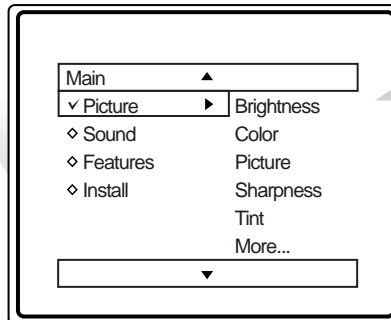 Main
Picture Brightness
Sound Color
Features Picture
Install Sharpness
Tint
More...